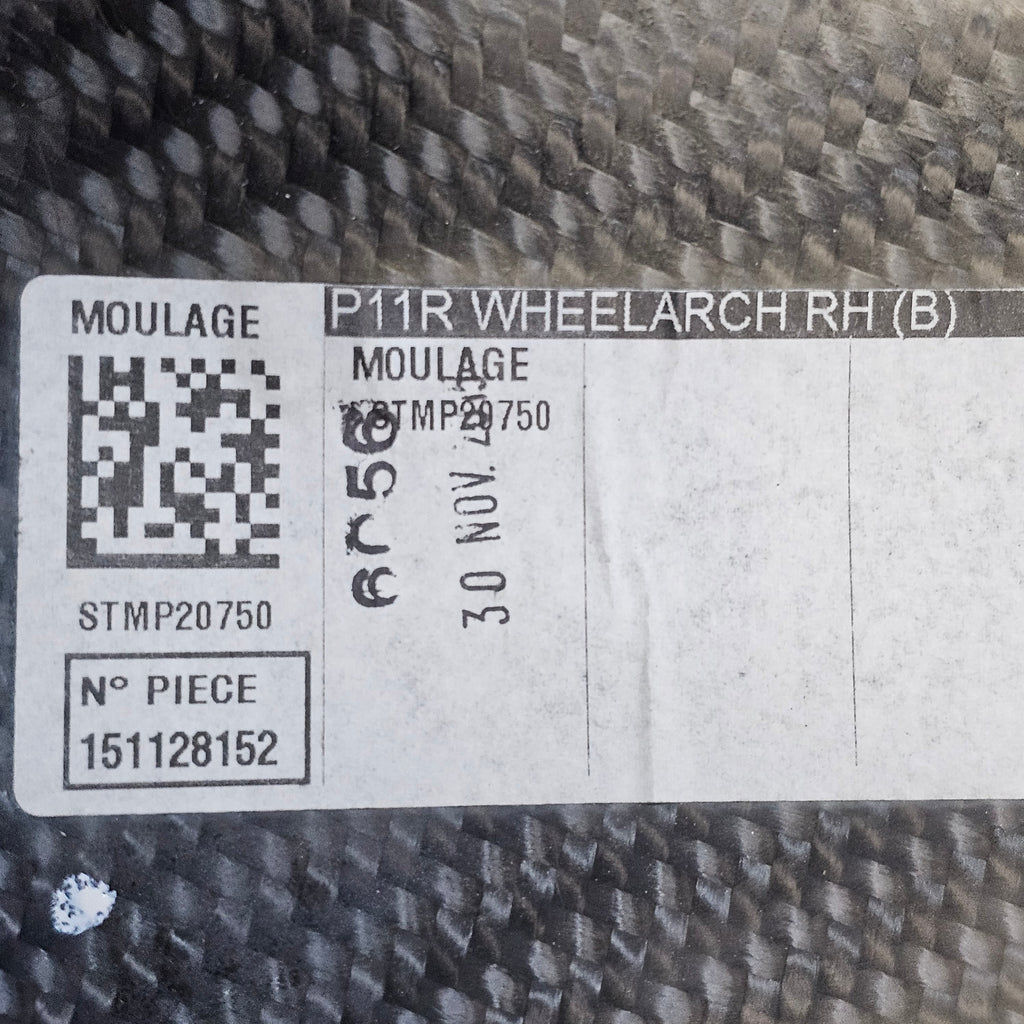 MOULAGE
STMP20750
N° PIECE
151128152
P11R WHEELARCH RH (B)
MOULAGE
STMP20750
30 NOV.